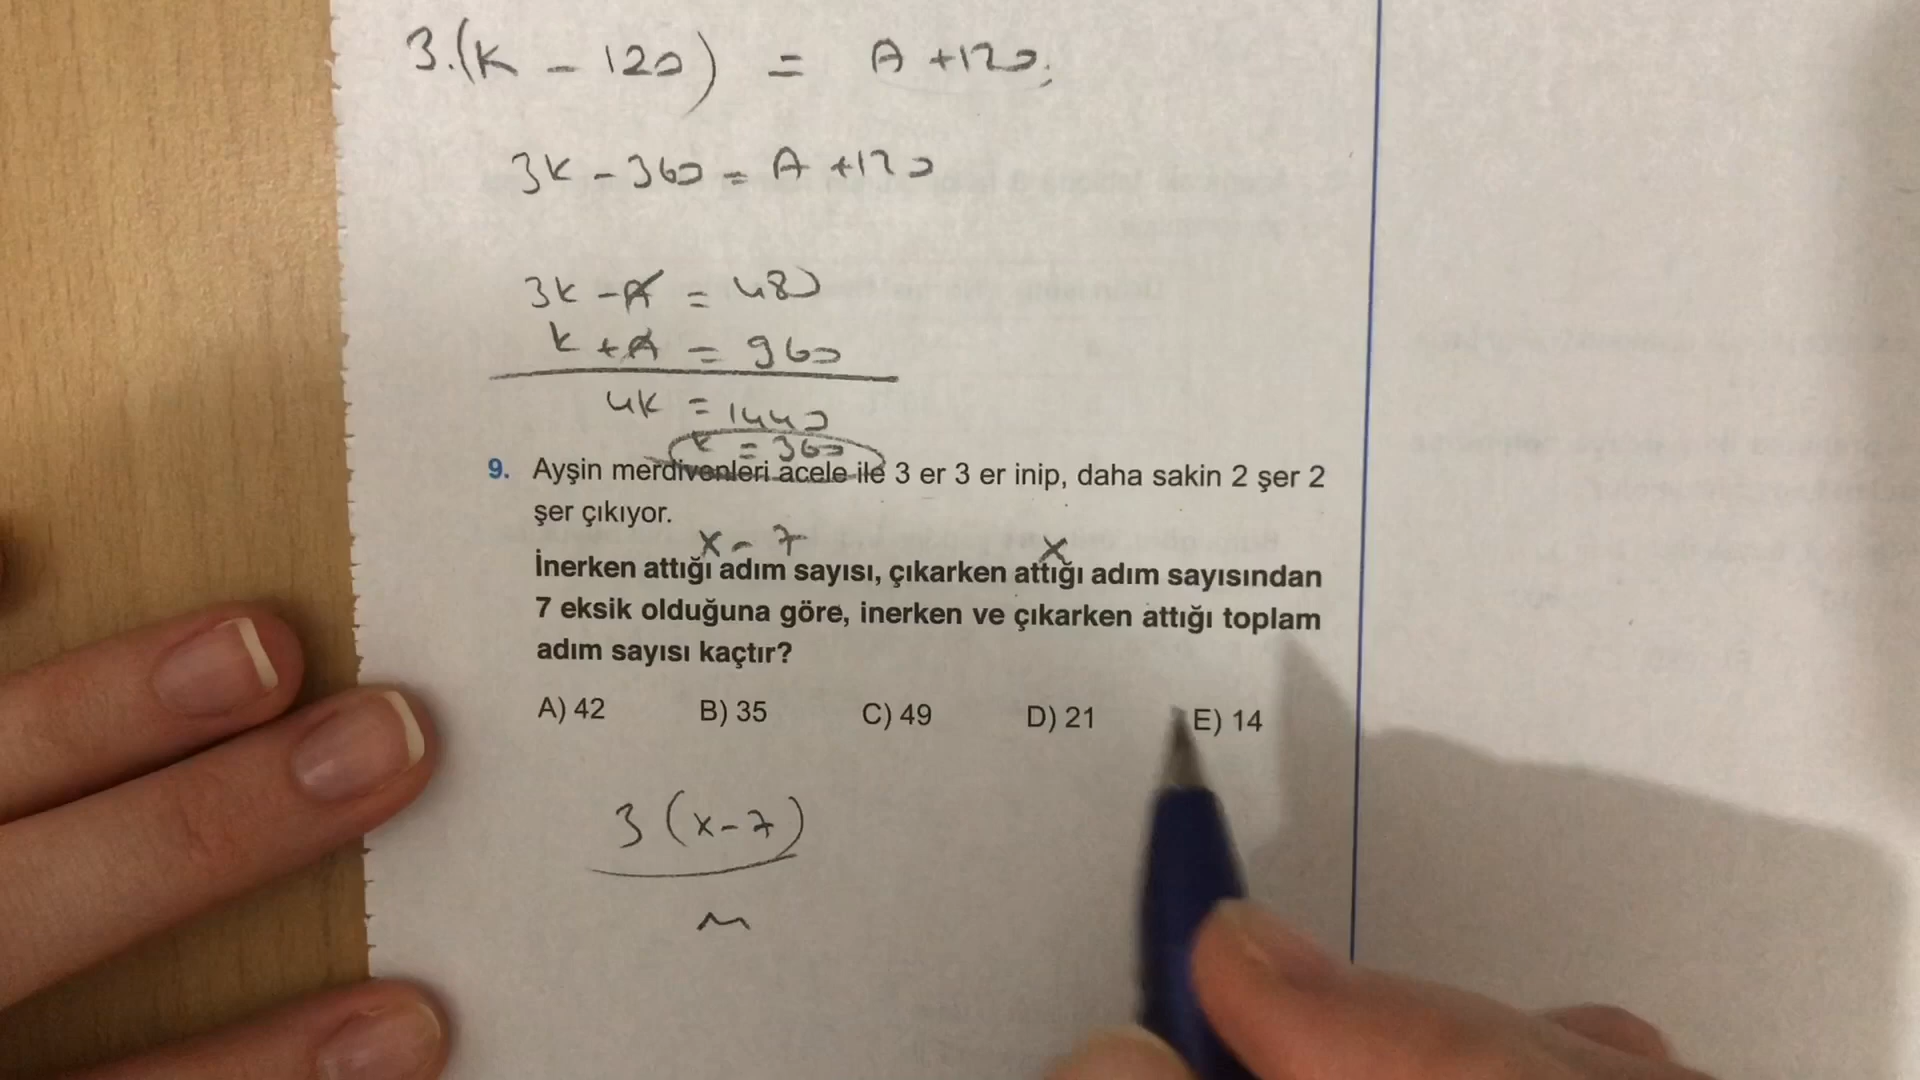 3.(K - 120) = A + 120
3K - 360 = A + 120
3K - A = 480
K + A = 960
4K = 1440
K = 360
9. Ayşin merdivenleri acele ile 3 er 3 er inip, daha sakin 2 şer 2
şer çıkıyor.
x - 7 x
İnerken attığı adım sayısı, çıkarken attığı adım sayısından
7 eksik olduğuna göre, inerken ve çıkarken attığı toplam
adım sayısı kaçtır?
A) 42 B) 35 C) 49 D) 21 E) 14
3 (x - 7)